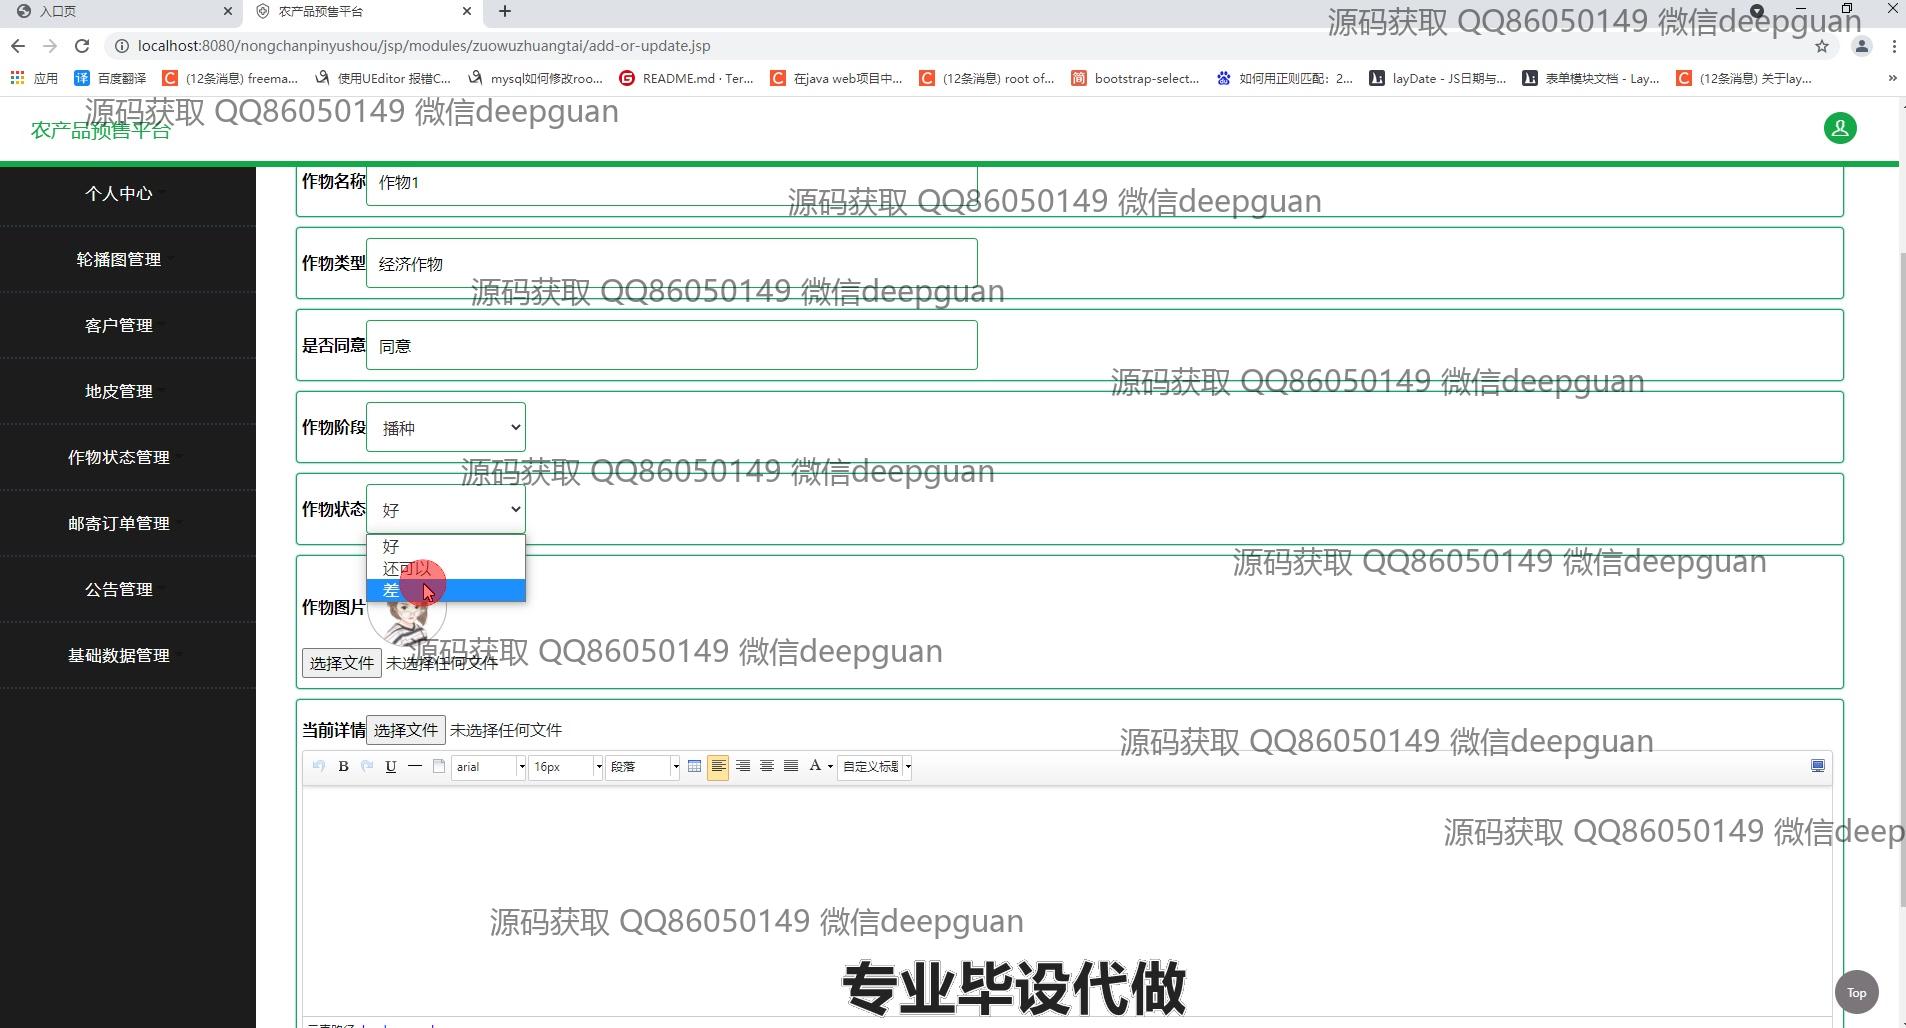 入口页
农产品预售平台
localhost:8080/nongchanpinyushou/jsp/modules/zuowuzhuangtai/add-or-update.jsp
源码获取 QQ86050149 微信deepguan
应用
译 百度翻译
C (12条消息) freema...
使用UEditor 报错C...
mysql如何修改roo...
G README.md · Ter...
C 在java web项目中...
C (12条消息) root of...
简 bootstrap-select...
如何用正则匹配：2...
layDate - JS日期与...
表单模块文档 - Lay...
C (12条消息) 关于lay...
»
源码获取 QQ86050149 微信deepguan
农产品预售平台
个人中心
轮播图管理
客户管理
地皮管理
作物状态管理
邮寄订单管理
公告管理
基础数据管理
作物名称 作物1
源码获取 QQ86050149 微信deepguan
作物类型 经济作物
源码获取 QQ86050149 微信deepguan
是否同意 同意
源码获取 QQ86050149 微信deepguan
作物阶段 播种
源码获取 QQ86050149 微信deepguan
作物状态 好
好
还可以
差
源码获取 QQ86050149 微信deepguan
作物图片
源码获取 QQ86050149 微信deepguan
选择文件 未选择任何文件
当前详情 选择文件 未选择任何文件
源码获取 QQ86050149 微信deepguan
B U arial 16px 段落 A 自定义标题
源码获取 QQ86050149 微信deep
源码获取 QQ86050149 微信deepguan
专业毕设代做
Top